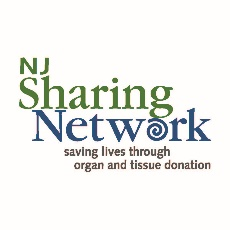 NJ
Sharing
Network
saving lives through
organ and tissue donation